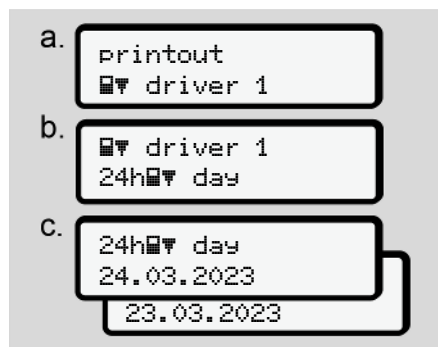 a.
printout
driver 1
b.
driver 1
24h day
c.
24h day
24.03.2023
23.03.2023